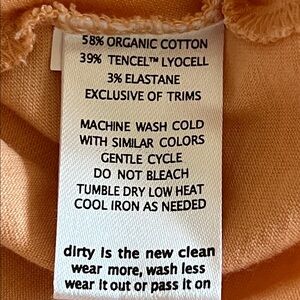 58% ORGANIC COTTON
39% TENCEL™ LYOCELL
3% ELASTANE
EXCLUSIVE OF TRIMS
MACHINE WASH COLD
WITH SIMILAR COLORS
GENTLE CYCLE
DO NOT BLEACH
TUMBLE DRY LOW HEAT
COOL IRON AS NEEDED
dirty is the new clean
wear more, wash less
wear it out or pass it on